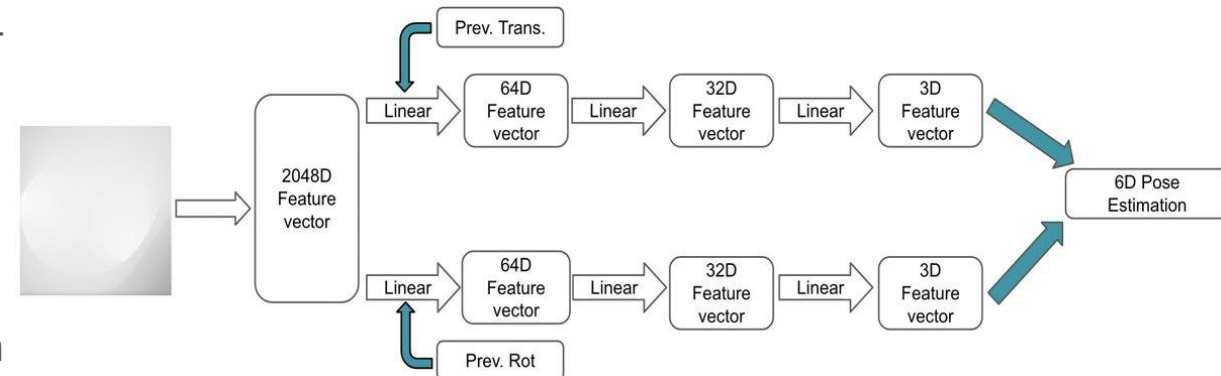 Prev. Trans.
Linear
64D
Feature
vector
Linear
32D
Feature
vector
Linear
3D
Feature
vector
2048D
Feature
vector
6D Pose
Estimation
Linear
64D
Feature
vector
Linear
32D
Feature
vector
Linear
3D
Feature
vector
Prev. Rot